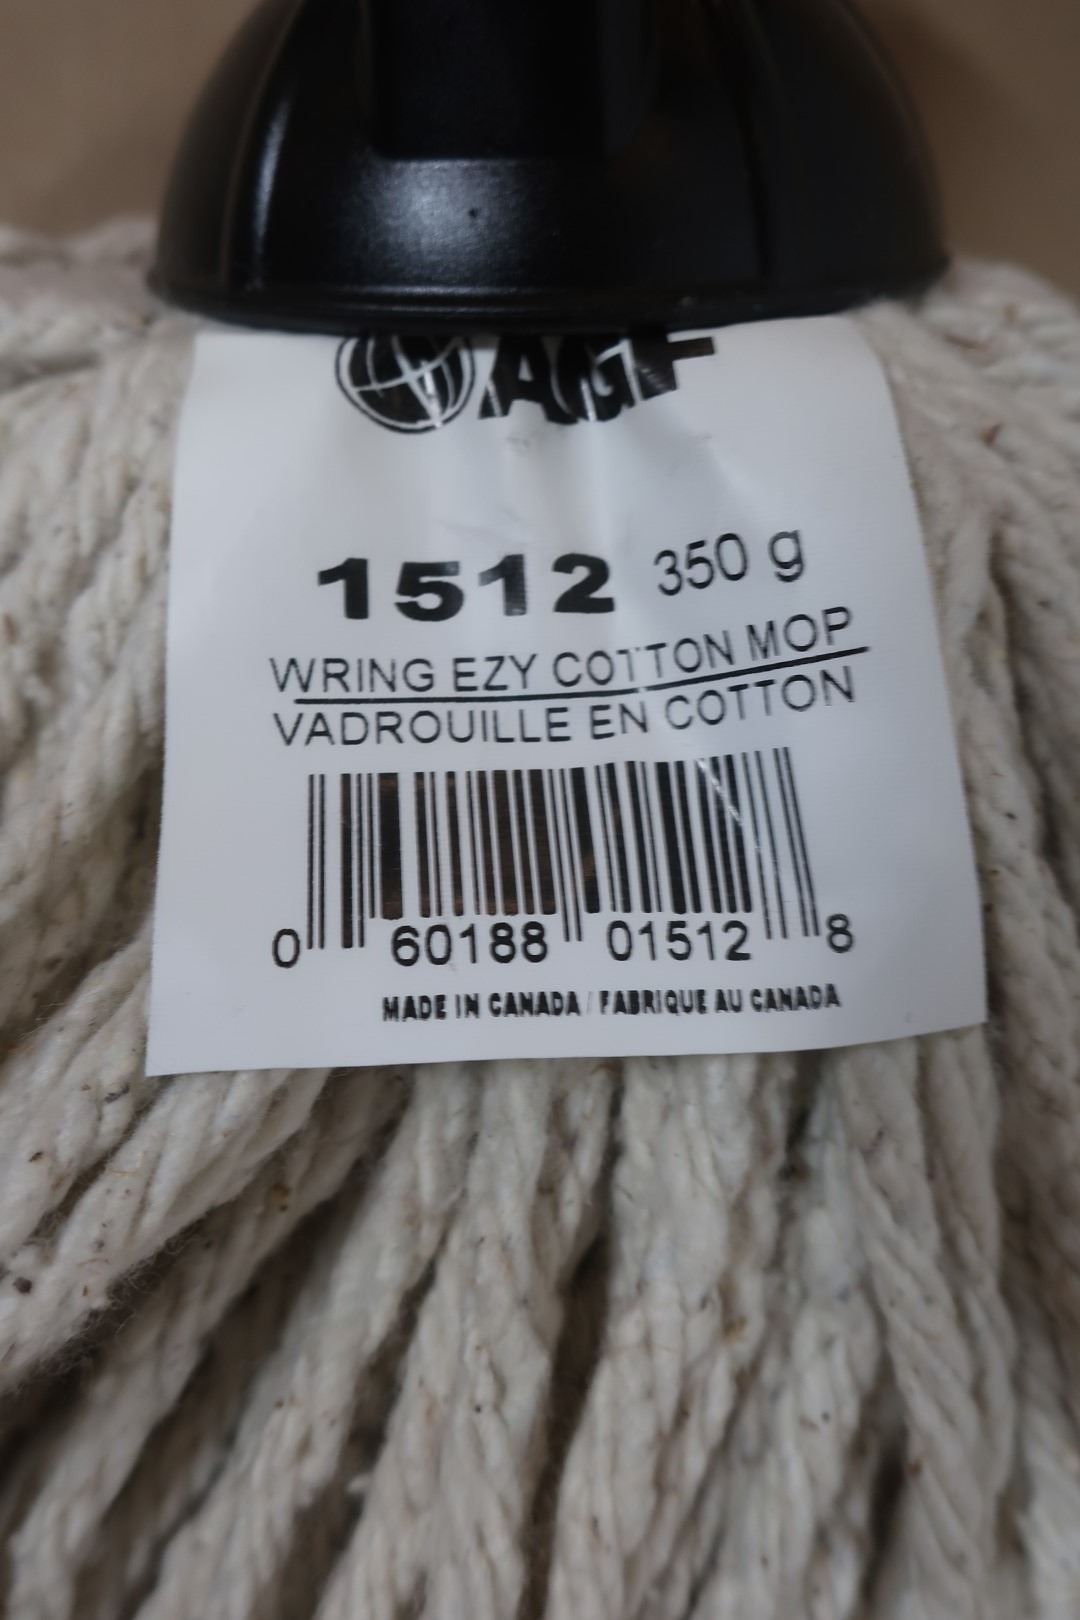 AGF
1512 350 g
WRING EZY COTTON MOP
VADROUILLE EN COTTON
0 60188 01512 8
MADE IN CANADA / FABRIQUE AU CANADA